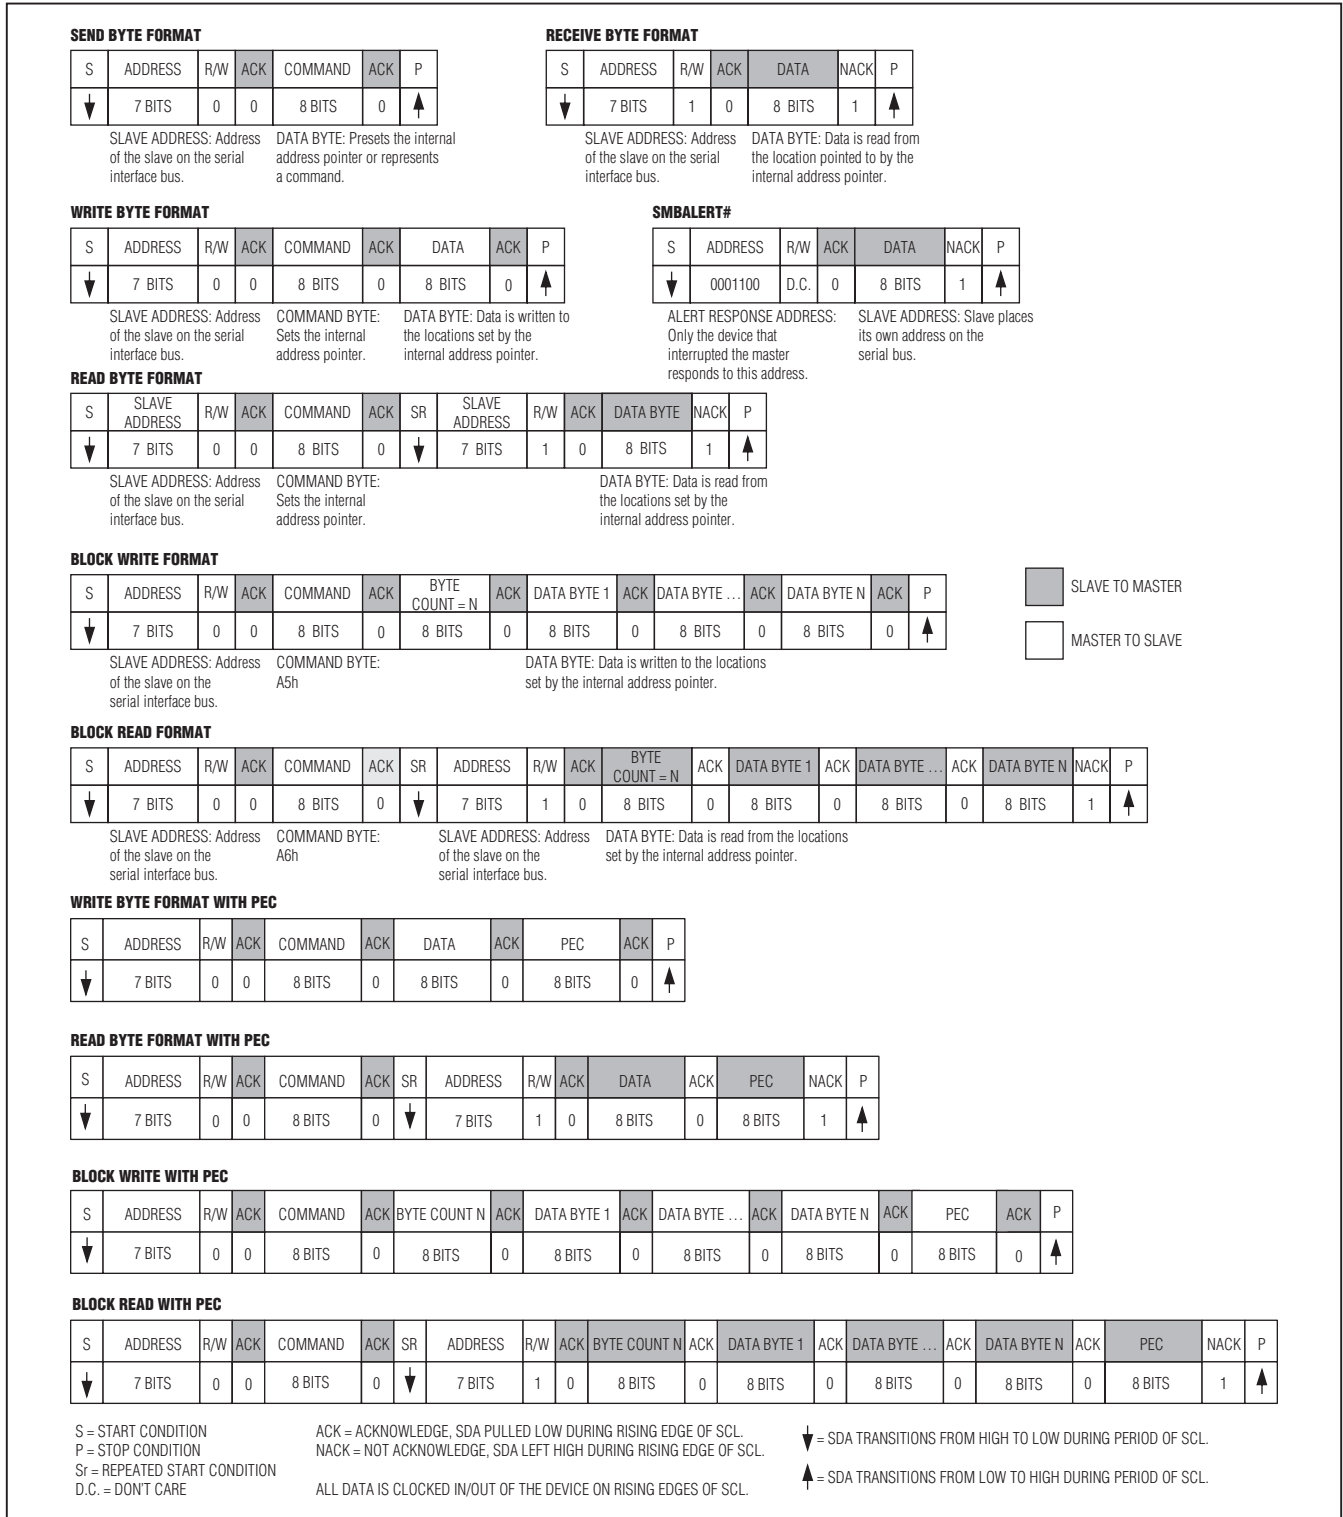 SEND BYTE FORMAT
S ADDRESS R/W ACK COMMAND ACK P
7 BITS 0 0 8 BITS 0
SLAVE ADDRESS: Address
of the slave on the serial
interface bus.
DATA BYTE: Presets the internal
address pointer or represents
a command.
RECEIVE BYTE FORMAT
S ADDRESS R/W ACK DATA NACK P
7 BITS 1 0 8 BITS 1
SLAVE ADDRESS: Address
of the slave on the serial
interface bus.
DATA BYTE: Data is read from
the location pointed to by the
internal address pointer.
WRITE BYTE FORMAT
S ADDRESS R/W ACK COMMAND ACK DATA ACK P
7 BITS 0 0 8 BITS 0 8 BITS 0
SLAVE ADDRESS: Address
of the slave on the serial
interface bus.
COMMAND BYTE:
Sets the internal
address pointer.
DATA BYTE: Data is written to
the locations set by the
internal address pointer.
SMBALERT#
S ADDRESS R/W ACK DATA NACK P
0001100 D.C. 0 8 BITS 1
ALERT RESPONSE ADDRESS:
Only the device that
interrupted the master
responds to this address.
SLAVE ADDRESS: Slave places
its own address on the
serial bus.
READ BYTE FORMAT
S SLAVE ADDRESS R/W ACK COMMAND ACK SR SLAVE ADDRESS R/W ACK DATA BYTE NACK P
7 BITS 0 0 8 BITS 0 7 BITS 1 0 8 BITS 1
SLAVE ADDRESS: Address
of the slave on the serial
interface bus.
COMMAND BYTE:
Sets the internal
address pointer.
DATA BYTE: Data is read from
the locations set by the
internal address pointer.
BLOCK WRITE FORMAT
S ADDRESS R/W ACK COMMAND ACK BYTE COUNT = N ACK DATA BYTE 1 ACK DATA BYTE … ACK DATA BYTE N ACK P
7 BITS 0 0 8 BITS 0 8 BITS 0 8 BITS 0 8 BITS 0 8 BITS 0
SLAVE ADDRESS: Address
of the slave on the
serial interface bus.
COMMAND BYTE:
A5h
DATA BYTE: Data is written to the locations
set by the internal address pointer.
SLAVE TO MASTER
MASTER TO SLAVE
BLOCK READ FORMAT
S ADDRESS R/W ACK COMMAND ACK SR ADDRESS R/W ACK BYTE COUNT = N ACK DATA BYTE 1 ACK DATA BYTE … ACK DATA BYTE N NACK P
7 BITS 0 0 8 BITS 0 7 BITS 1 0 8 BITS 0 8 BITS 0 8 BITS 0 8 BITS 1
SLAVE ADDRESS: Address
of the slave on the
serial interface bus.
COMMAND BYTE:
A6h
SLAVE ADDRESS: Address
of the slave on the
serial interface bus.
DATA BYTE: Data is read from the locations
set by the internal address pointer.
WRITE BYTE FORMAT WITH PEC
S ADDRESS R/W ACK COMMAND ACK DATA ACK PEC ACK P
7 BITS 0 0 8 BITS 0 8 BITS 0 8 BITS 0
READ BYTE FORMAT WITH PEC
S ADDRESS R/W ACK COMMAND ACK SR ADDRESS R/W ACK DATA ACK PEC NACK P
7 BITS 0 0 8 BITS 0 7 BITS 1 0 8 BITS 0 8 BITS 1
BLOCK WRITE WITH PEC
S ADDRESS R/W ACK COMMAND ACK BYTE COUNT N ACK DATA BYTE 1 ACK DATA BYTE … ACK DATA BYTE N ACK PEC ACK P
7 BITS 0 0 8 BITS 0 8 BITS 0 8 BITS 0 8 BITS 0 8 BITS 0 8 BITS 0
BLOCK READ WITH PEC
S ADDRESS R/W ACK COMMAND ACK SR ADDRESS R/W ACK BYTE COUNT N ACK DATA BYTE 1 ACK DATA BYTE … ACK DATA BYTE N ACK PEC NACK P
7 BITS 0 0 8 BITS 0 7 BITS 1 0 8 BITS 0 8 BITS 0 8 BITS 0 8 BITS 0 8 BITS 1
S = START CONDITION
P = STOP CONDITION
Sr = REPEATED START CONDITION
D.C. = DON'T CARE
ACK = ACKNOWLEDGE, SDA PULLED LOW DURING RISING EDGE OF SCL.
NACK = NOT ACKNOWLEDGE, SDA LEFT HIGH DURING RISING EDGE OF SCL.
ALL DATA IS CLOCKED IN/OUT OF THE DEVICE ON RISING EDGES OF SCL.
= SDA TRANSITIONS FROM HIGH TO LOW DURING PERIOD OF SCL.
= SDA TRANSITIONS FROM LOW TO HIGH DURING PERIOD OF SCL.